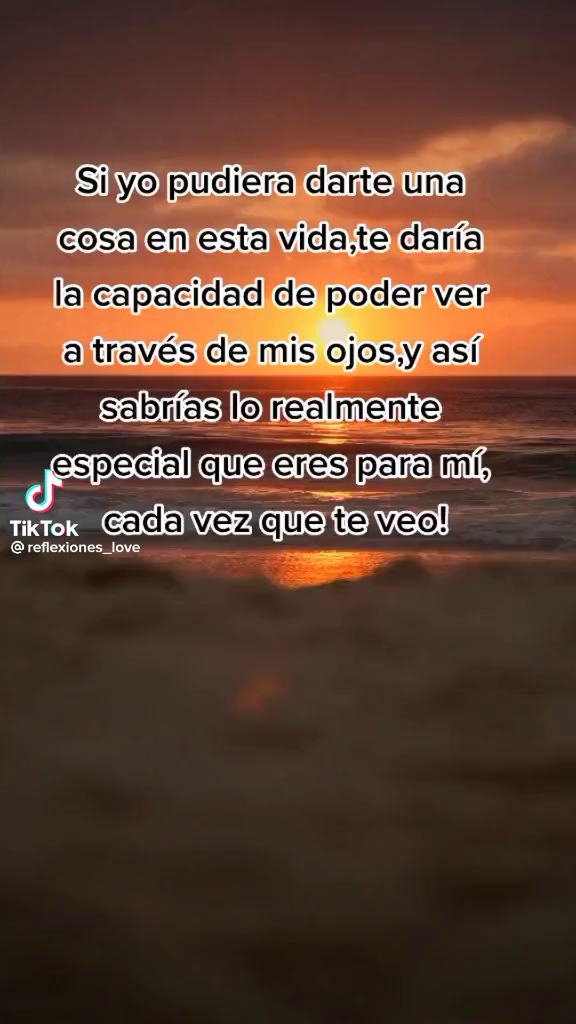 Si yo pudiera darte una
cosa en esta vida,te daría
la capacidad de poder ver
a través de mis ojos,y así
sabrías lo realmente
especial que eres para mí,
cada vez que te veo!
TikTok
@ reflexiones_love